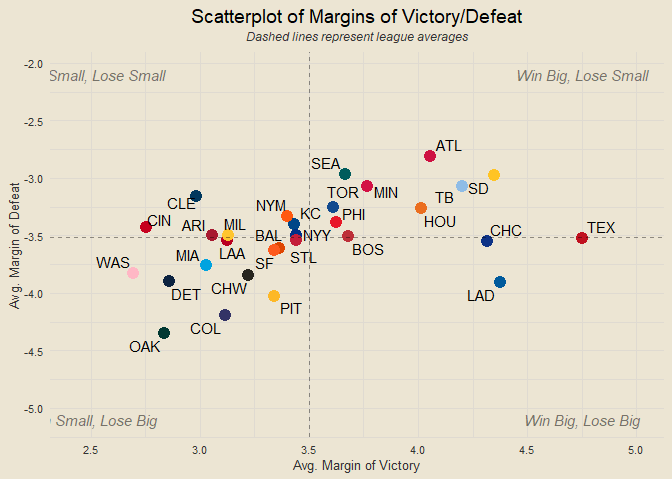 Scatterplot of Margins of Victory/Defeat
Dashed lines represent league averages
-2.0
Small, Lose Small
Win Big, Lose Small
-2.5
ATL
SEA
-3.0
CLE
TOR
MIN
TB
SD
NYM
KC
PHI
CIN
ARI
MIL
HOU
CHC
TEX
-3.5
BAL
NYY
BOS
LAA
STL
WAS
MIA
SF
CHW
LAD
DET
-4.0
PIT
COL
OAK
-4.5
-5.0
Small, Lose Big
Win Big, Lose Big
2.5
3.0
3.5
4.0
4.5
5.0
Avg. Margin of Victory
Avg. Margin of Defeat